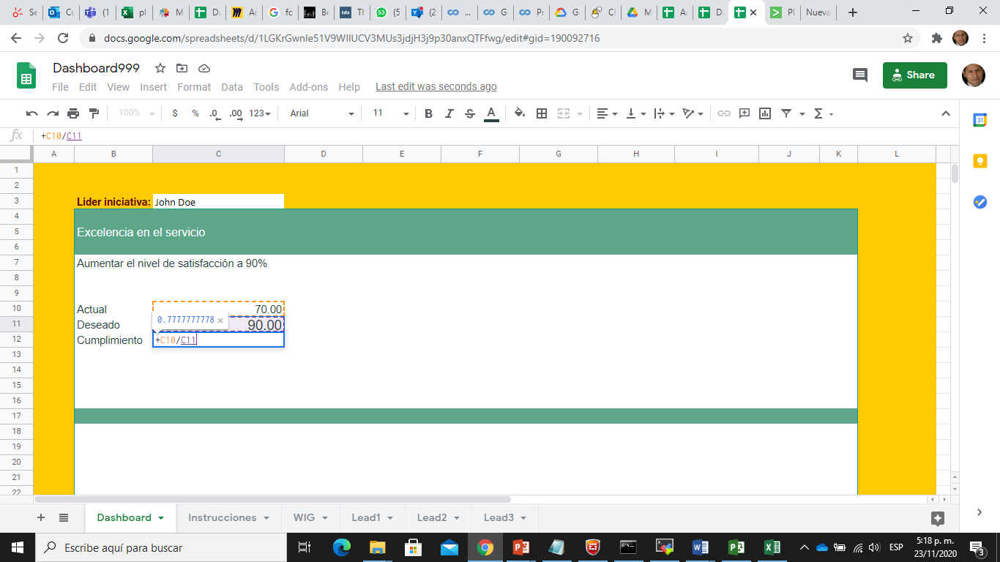 Se
Co
(1
pl
M
Da
Ar
fc
Be
tds
Th
53
(5
(2
...
G
Pr
G
Cl
M
A
D
Pl
Nueva
docs.google.com/spreadsheets/d/1LGKrGwnIe51V9WIlUCV3MUs3jdjH3j9p30anxQTFfwg/edit#gid=190092716
Dashboard999
Share
File Edit View Insert Format Data Tools Add-ons Help Last edit was seconds ago
100% $ % .0 .00 123 Arial 11 B I S A
31
fx +C10/C11
A B C D E F G H I J K L
1
2
3 Lider iniciativa: John Doe
4
5 Excelencia en el servicio
6
7 Aumentar el nivel de satisfacción a 90%
8
9
10 Actual 70.00
0.7777777778 ×
11 Deseado 90.00
12 Cumplimiento +C10/C11
13
14
15
16
17
18
19
20
21
22
Dashboard Instrucciones WIG Lead1 Lead2 Lead3
Escribe aquí para buscar
ESP
5:18 p. m.
23/11/2020
3